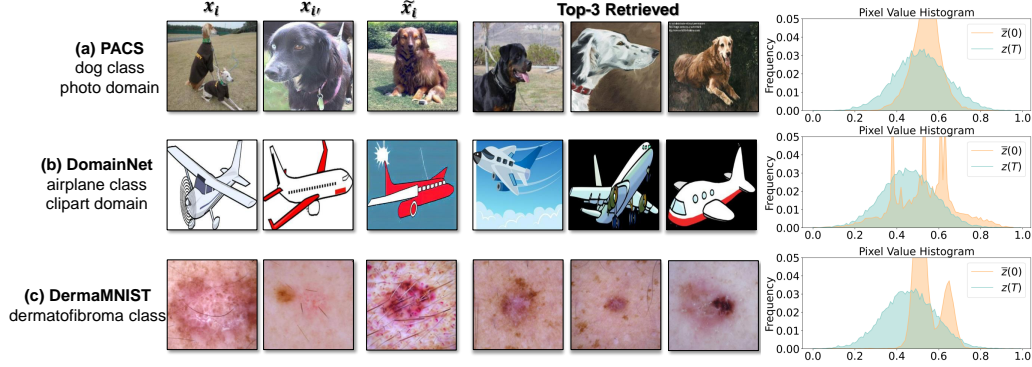 x_i x_{i'} x̃_i Top-3 Retrieved
(a) PACS
dog class
photo domain
(b) DomainNet
airplane class
clipart domain
(c) DermaMNIST
dermatofibroma class
Pixel Value Histogram
Frequency
0.05
0.04
0.03
0.02
0.01
0.00
z̄(0)
z(T)
0.0 0.2 0.4 0.6 0.8 1.0
Pixel Value Histogram
Frequency
0.05
0.04
0.03
0.02
0.01
0.00
z̄(0)
z(T)
0.0 0.2 0.4 0.6 0.8 1.0
Pixel Value Histogram
Frequency
0.05
0.04
0.03
0.02
0.01
0.00
z̄(0)
z(T)
0.0 0.2 0.4 0.6 0.8 1.0